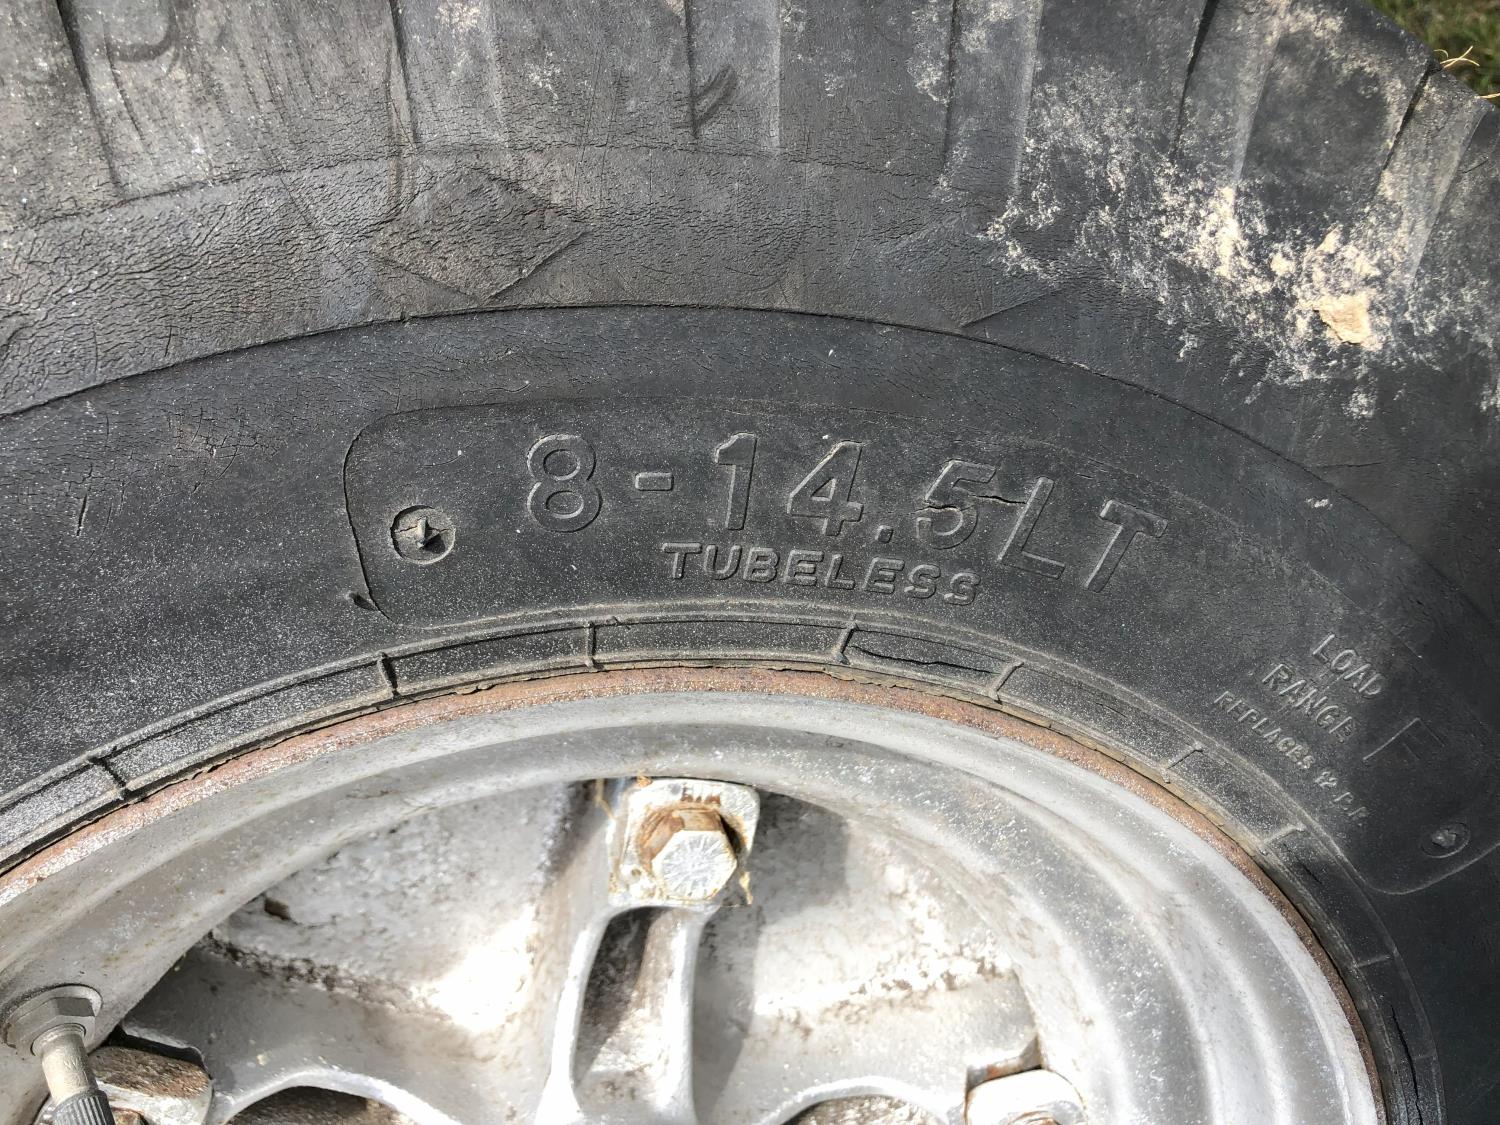 8-14.5LT
TUBELESS
LOAD
RANGE F
REPLACES 12 P.R.